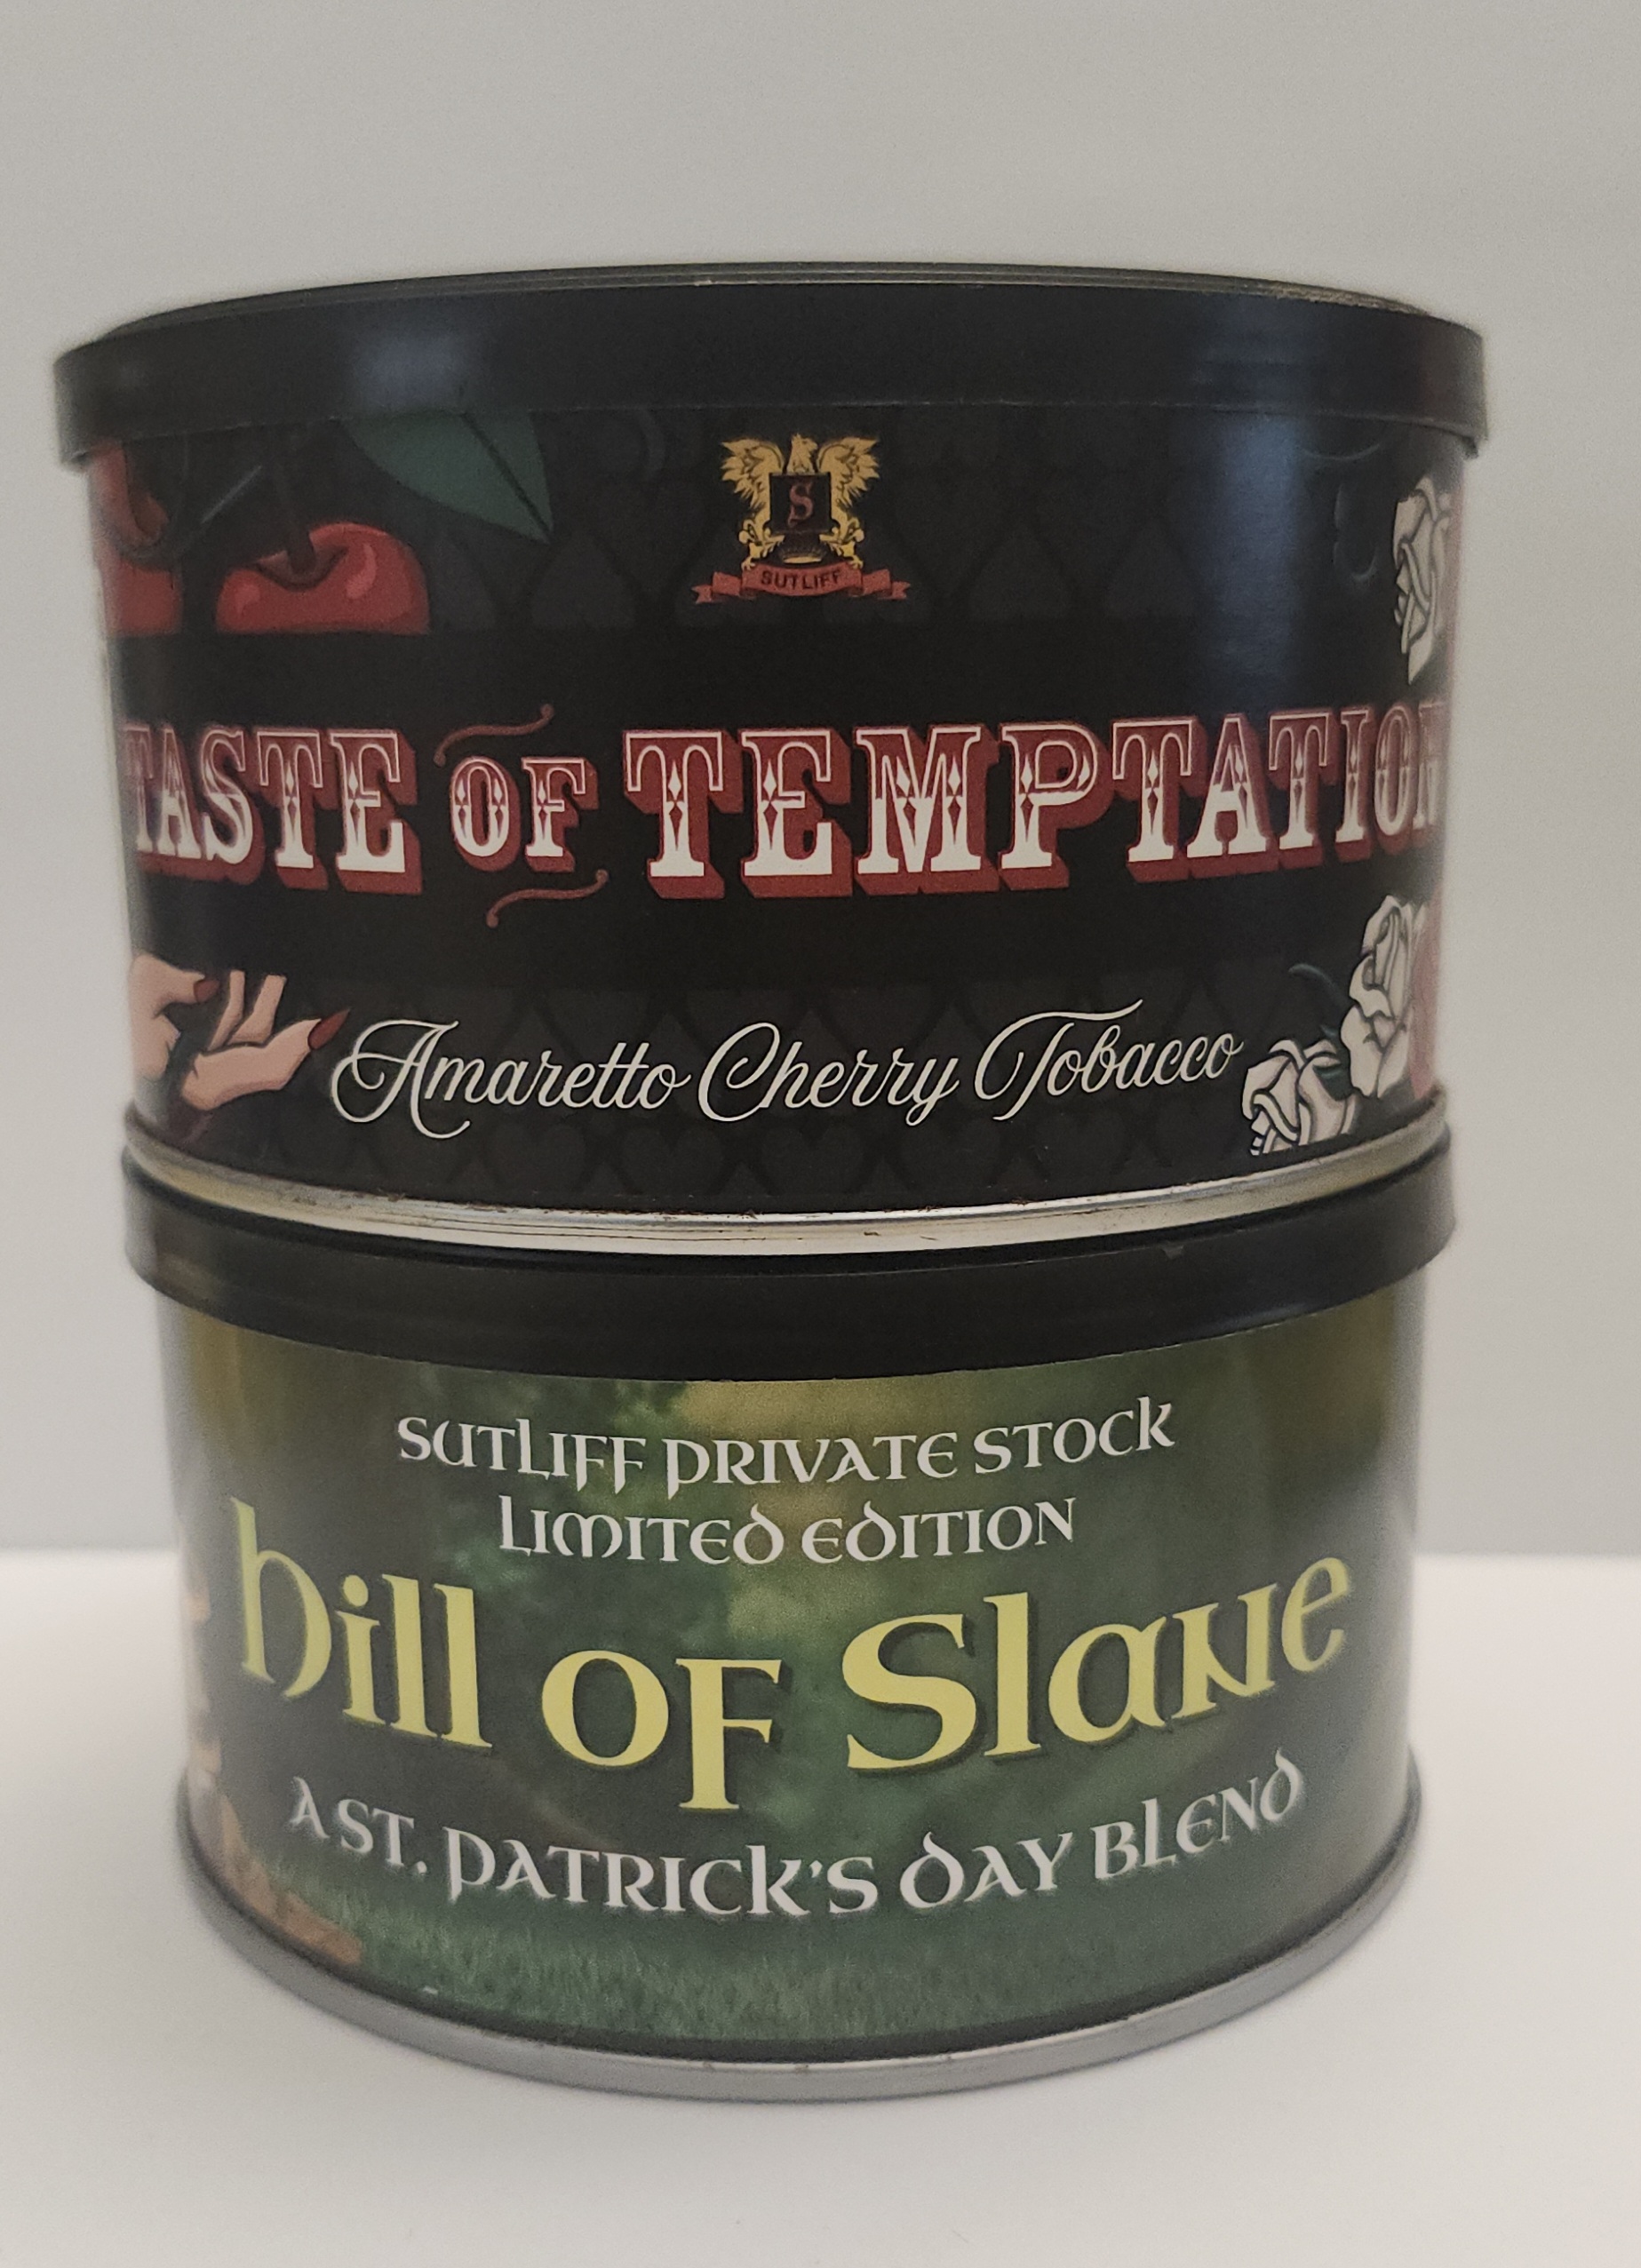 S
SUTLIFF
TASTE OF TEMPTATION
Amaretto Cherry Tobacco
SUTLIFF PRIVATE STOCK
LIMITED EDITION
hill of Slane
A ST. PATRICK'S DAY BLEND